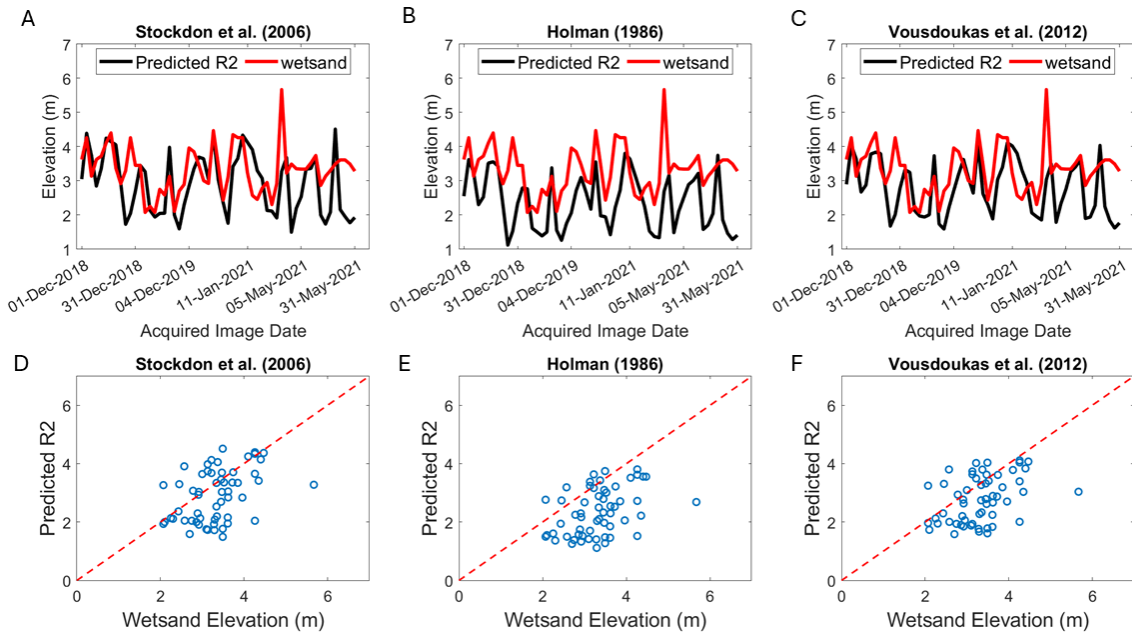 A
Stockdon et al. (2006)
7
6
5
4
3
2
1
Elevation (m)
Predicted R2 wetsand
01-Dec-2018
31-Dec-2018
04-Dec-2019
11-Jan-2021
05-May-2021
31-May-2021
Acquired Image Date
B
Holman (1986)
7
6
5
4
3
2
1
Elevation (m)
Predicted R2 wetsand
01-Dec-2018
31-Dec-2018
04-Dec-2019
11-Jan-2021
05-May-2021
31-May-2021
Acquired Image Date
C
Vousdoukas et al. (2012)
7
6
5
4
3
2
1
Elevation (m)
Predicted R2 wetsand
01-Dec-2018
31-Dec-2018
04-Dec-2019
11-Jan-2021
05-May-2021
31-May-2021
Acquired Image Date
D
Stockdon et al. (2006)
6
4
2
0
Predicted R2
0 2 4 6
Wetsand Elevation (m)
E
Holman (1986)
6
4
2
0
Predicted R2
0 2 4 6
Wetsand Elevation (m)
F
Vousdoukas et al. (2012)
6
4
2
0
Predicted R2
0 2 4 6
Wetsand Elevation (m)